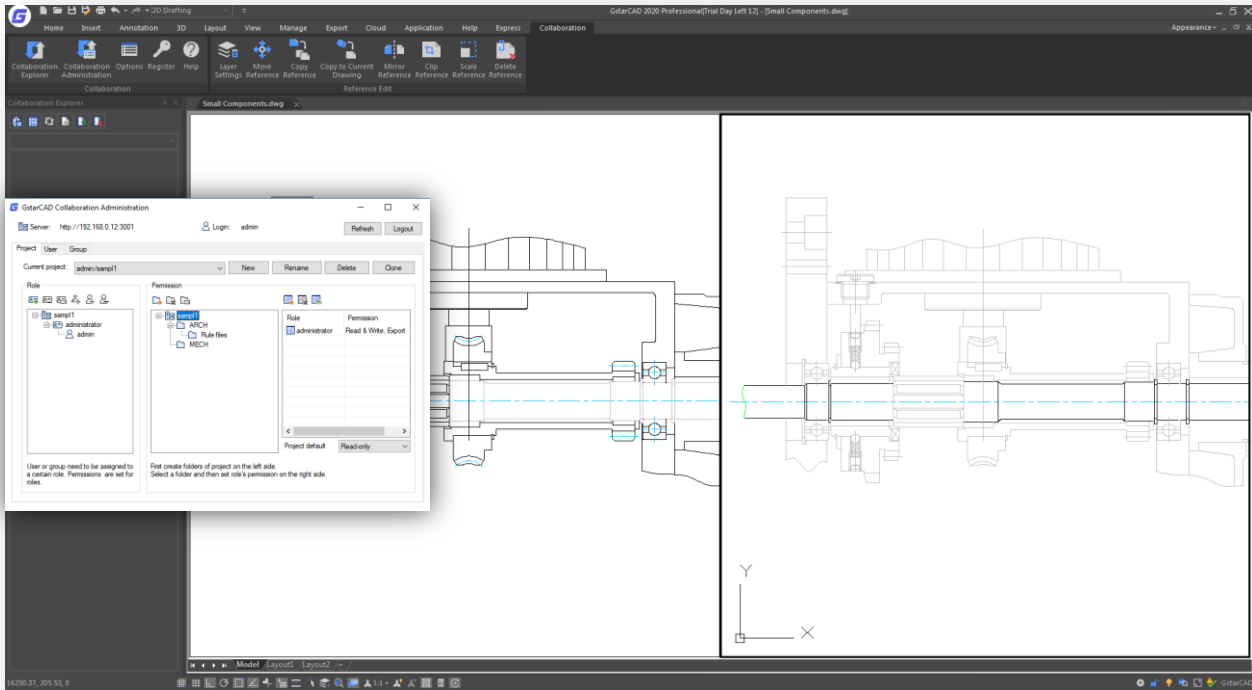 2D Drafting
GstarCAD 2020 Professional(Trial Day Left 12) - [Small Components.dwg]
Home Insert Annotation 3D Layout View Manage Export Cloud Application Help Express Collaboration
Appearance
Collaboration Explorer
Collaboration Administration
Options
Register
Help
Layer Settings
Move Reference
Copy Reference
Copy to Current Drawing
Mirror Reference
Clip Reference
Scale Reference
Delete Reference
Collaboration
Reference Edit
Collaboration Explorer
Small Components.dwg
GstarCAD Collaboration Administration
Server: http://192.168.0.12:3001
Login: admin
Refresh
Logout
Project User Group
Current project: admin/sampl1
New
Rename
Delete
Clone
Role
sampl1
administrator
admin
User or group need to be assigned to
a certain role. Permissions are set for
roles.
Permission
sampl1
ARCH
Rule files
MECH
Role Permission
administrator Read & Write, Export
Project default Read-only
First create folders of project on the left side.
Select a folder and then set role's permission on the right side.
Y
X
Model Layout1 Layout2
16230.37, 205.53, 0
1:1
GstarCAD